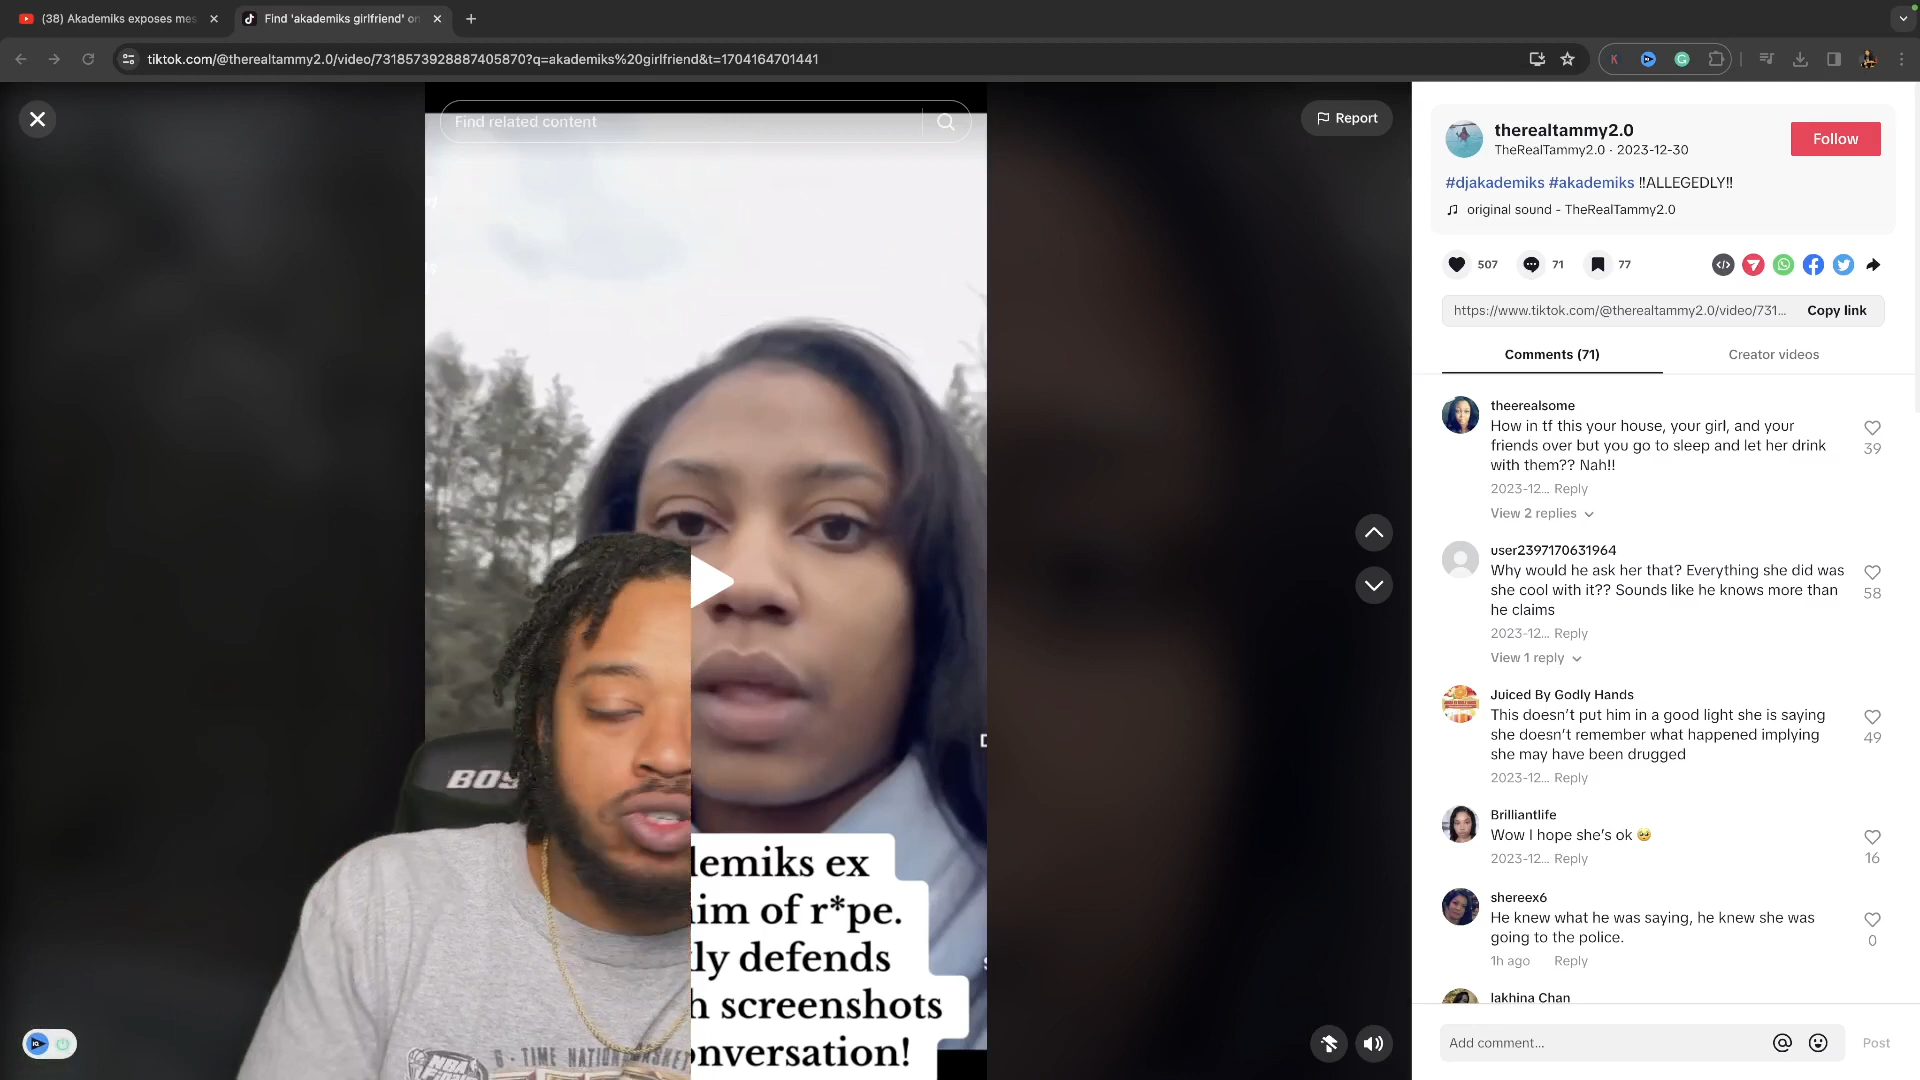 (38) Akademiks exposes mes
Find 'akademiks girlfriend' on
tiktok.com/@therealtammy2.0/video/7318573928887405870?q=akademiks%20girlfriend&t=1704164701441
Find related content
Report
therealtammy2.0
TheRealTammy2.0 · 2023-12-30
Follow
#djakademiks #akademiks ‼ALLEGEDLY‼
original sound - TheRealTammy2.0
507
71
77
https://www.tiktok.com/@therealtammy2.0/video/731...
Copy link
Comments (71)
Creator videos
theerealsome
How in tf this your house, your girl, and your
friends over but you go to sleep and let her drink
with them?? Nah!!
39
2023-12... Reply
View 2 replies
user2397170631964
Why would he ask her that? Everything she did was
she cool with it?? Sounds like he knows more than
he claims
58
2023-12... Reply
View 1 reply
Juiced By Godly Hands
This doesn't put him in a good light she is saying
she doesn't remember what happened implying
she may have been drugged
49
2023-12... Reply
Brilliantlife
Wow I hope she's ok 🥹
16
2023-12... Reply
shereex6
He knew what he was saying, he knew she was
going to the police.
0
1h ago Reply
lakhina Chan
Add comment...
Post
BOS
lemiks ex
im of r*pe.
ly defends
h screenshots
onversation!
6 - TIME NATION